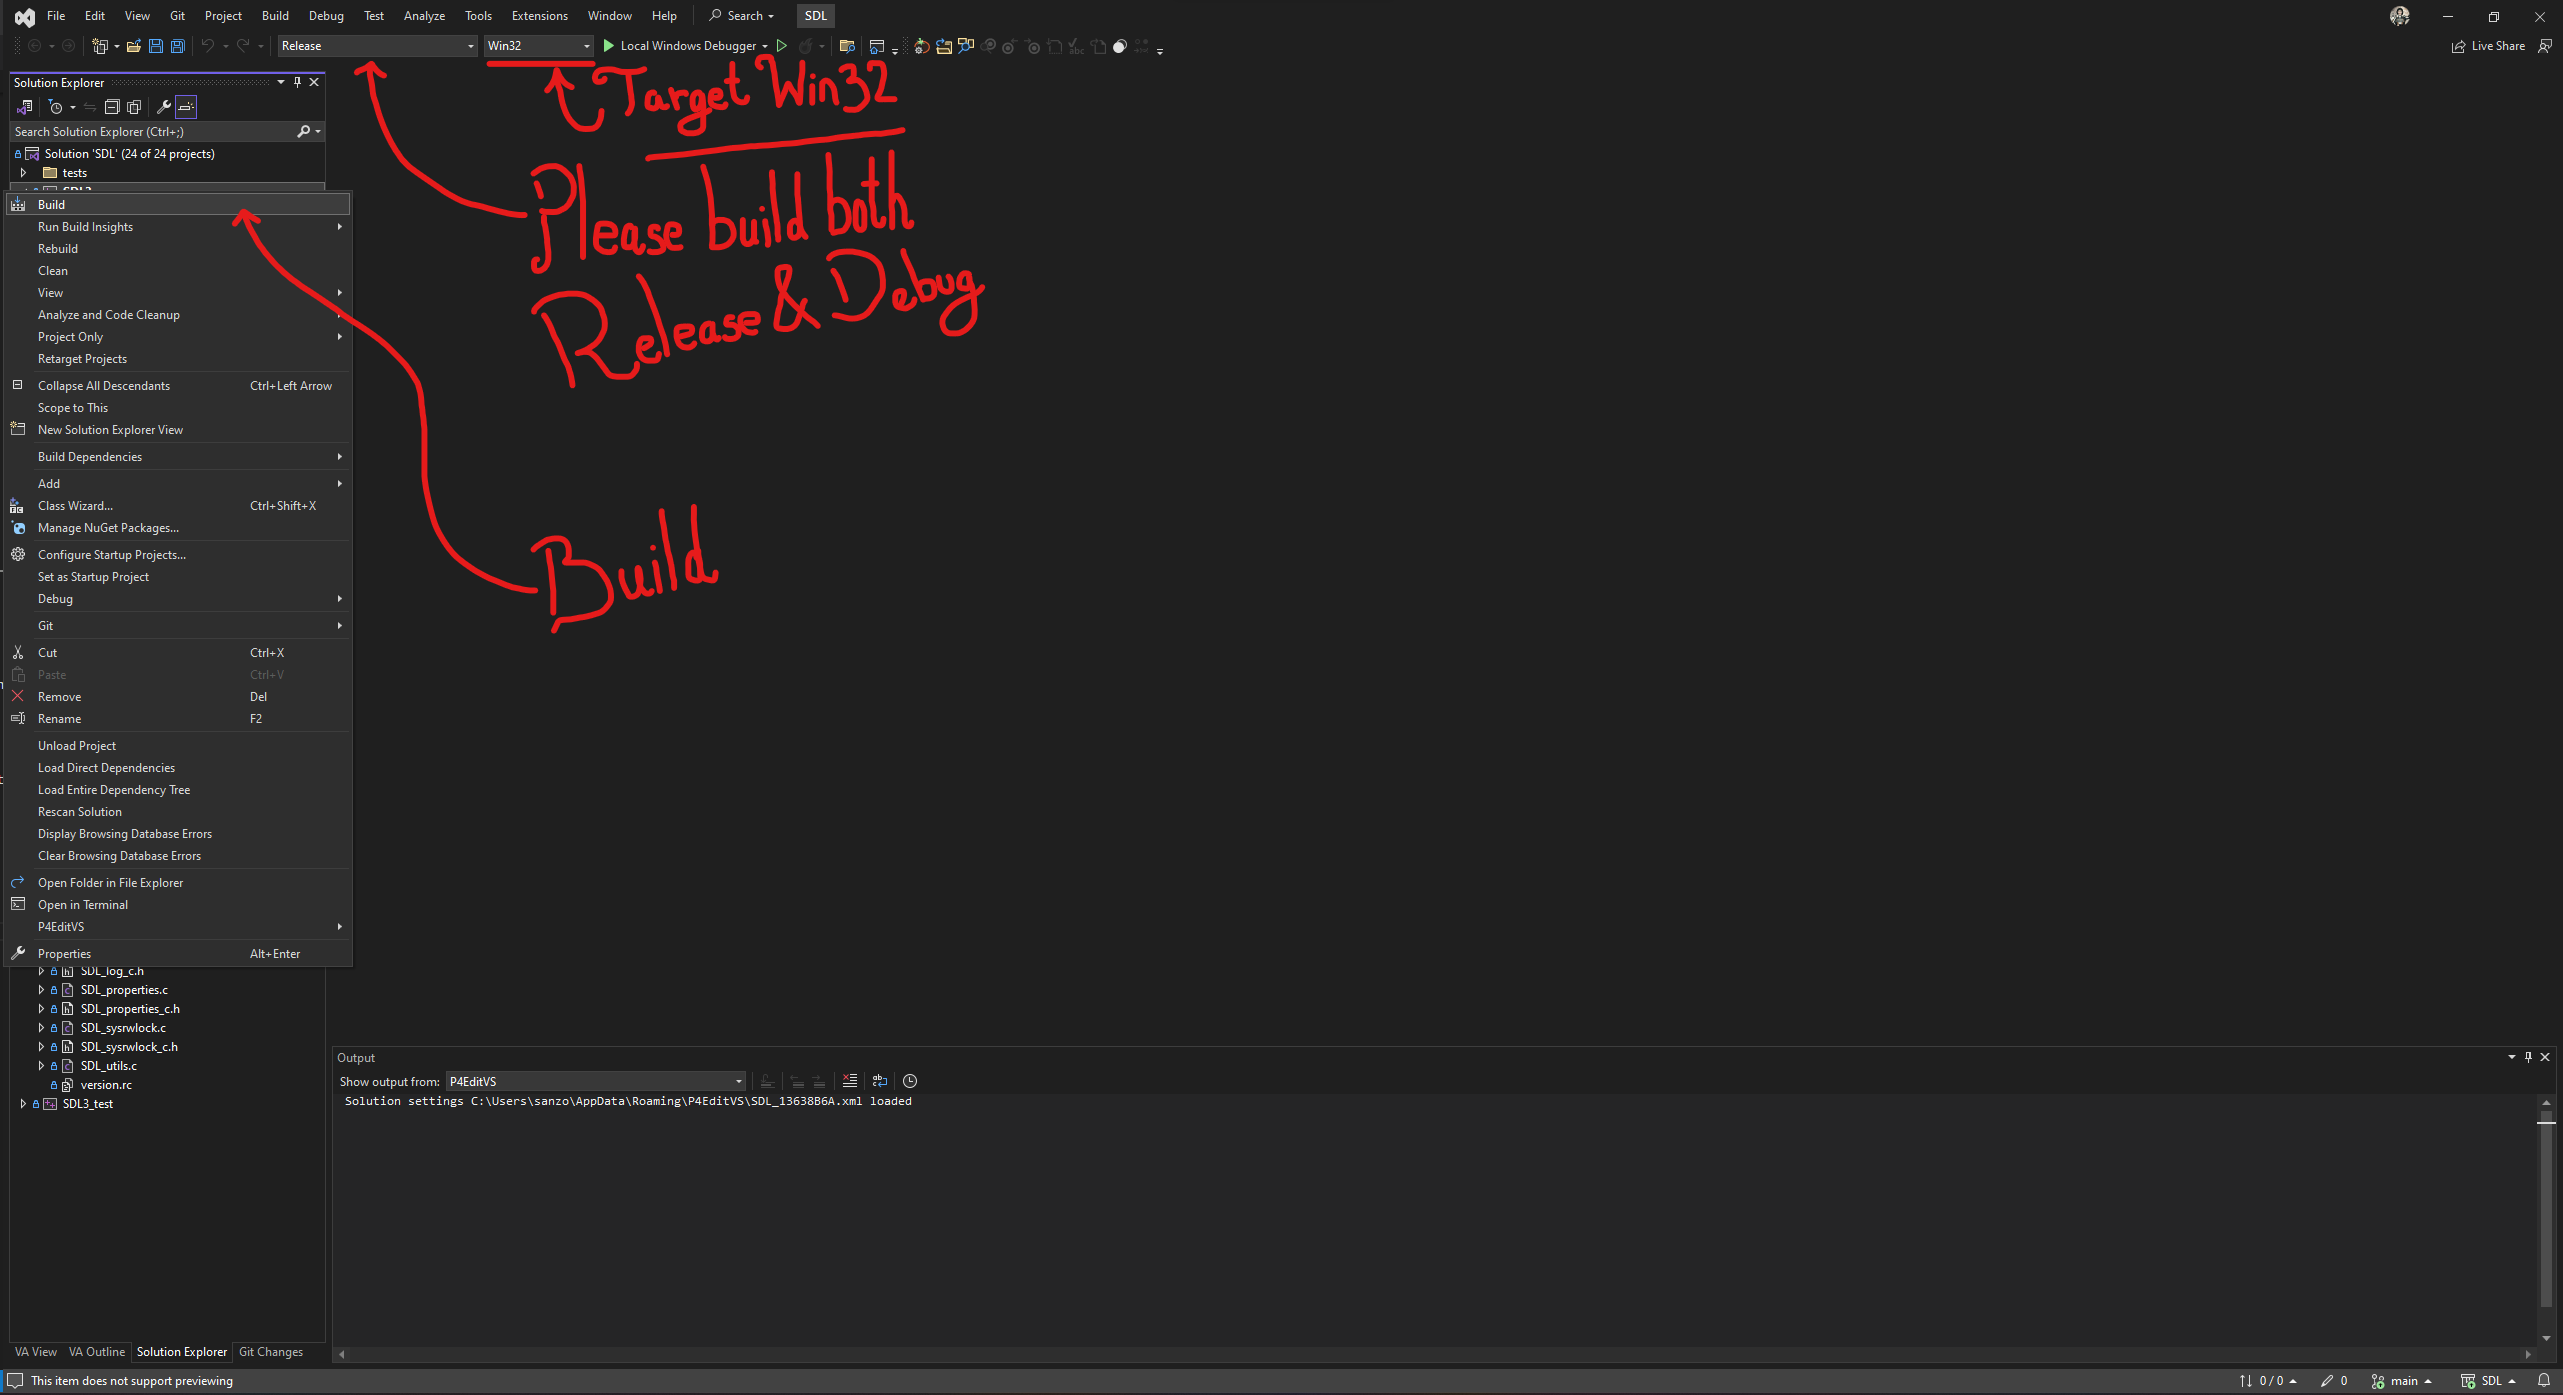 File Edit View Git Project Build Debug Test Analyze Tools Extensions Window Help Search SDL
Release Win32 Local Windows Debugger Live Share
Solution Explorer
Search Solution Explorer (Ctrl+;)
Solution 'SDL' (24 of 24 projects)
tests
Build
Run Build Insights
Rebuild
Clean
View
Analyze and Code Cleanup
Project Only
Retarget Projects
Collapse All Descendants Ctrl+Left Arrow
Scope to This
New Solution Explorer View
Build Dependencies
Add
Class Wizard... Ctrl+Shift+X
Manage NuGet Packages...
Configure Startup Projects...
Set as Startup Project
Debug
Git
Cut Ctrl+X
Paste Ctrl+V
Remove Del
Rename F2
Unload Project
Load Direct Dependencies
Load Entire Dependency Tree
Rescan Solution
Display Browsing Database Errors
Clear Browsing Database Errors
Open Folder in File Explorer
Open in Terminal
P4EditVS
Properties Alt+Enter
SDL_log_c.h
SDL_properties.c
SDL_properties_c.h
SDL_sysrwlock.c
SDL_sysrwlock_c.h
SDL_utils.c
version.rc
SDL3_test
Target Win32
Please build both
Release & Debug
Build
Output
Show output from: P4EditVS
Solution settings C:\Users\sanzo\AppData\Roaming\P4EditVS\SDL_13638B6A.xml loaded
VA View VA Outline Solution Explorer Git Changes
This item does not support previewing 0 / 0 0 main SDL